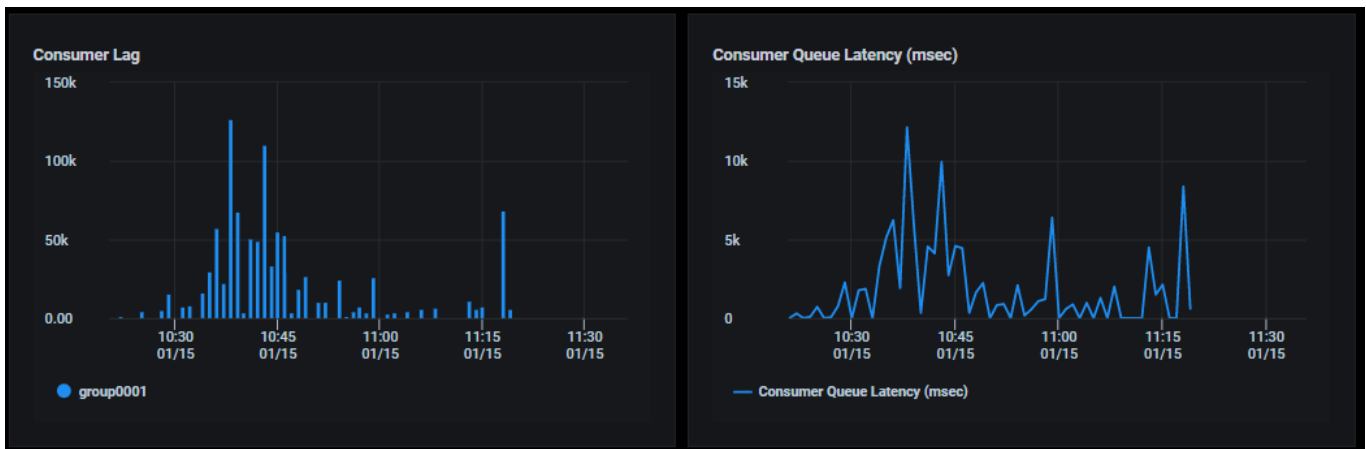 Consumer Lag
150k
100k
50k
0.00
10:30 10:45 11:00 11:15 11:30
01/15 01/15 01/15 01/15 01/15
group0001
Consumer Queue Latency (msec)
15k
10k
5k
0
10:30 10:45 11:00 11:15 11:30
01/15 01/15 01/15 01/15 01/15
Consumer Queue Latency (msec)